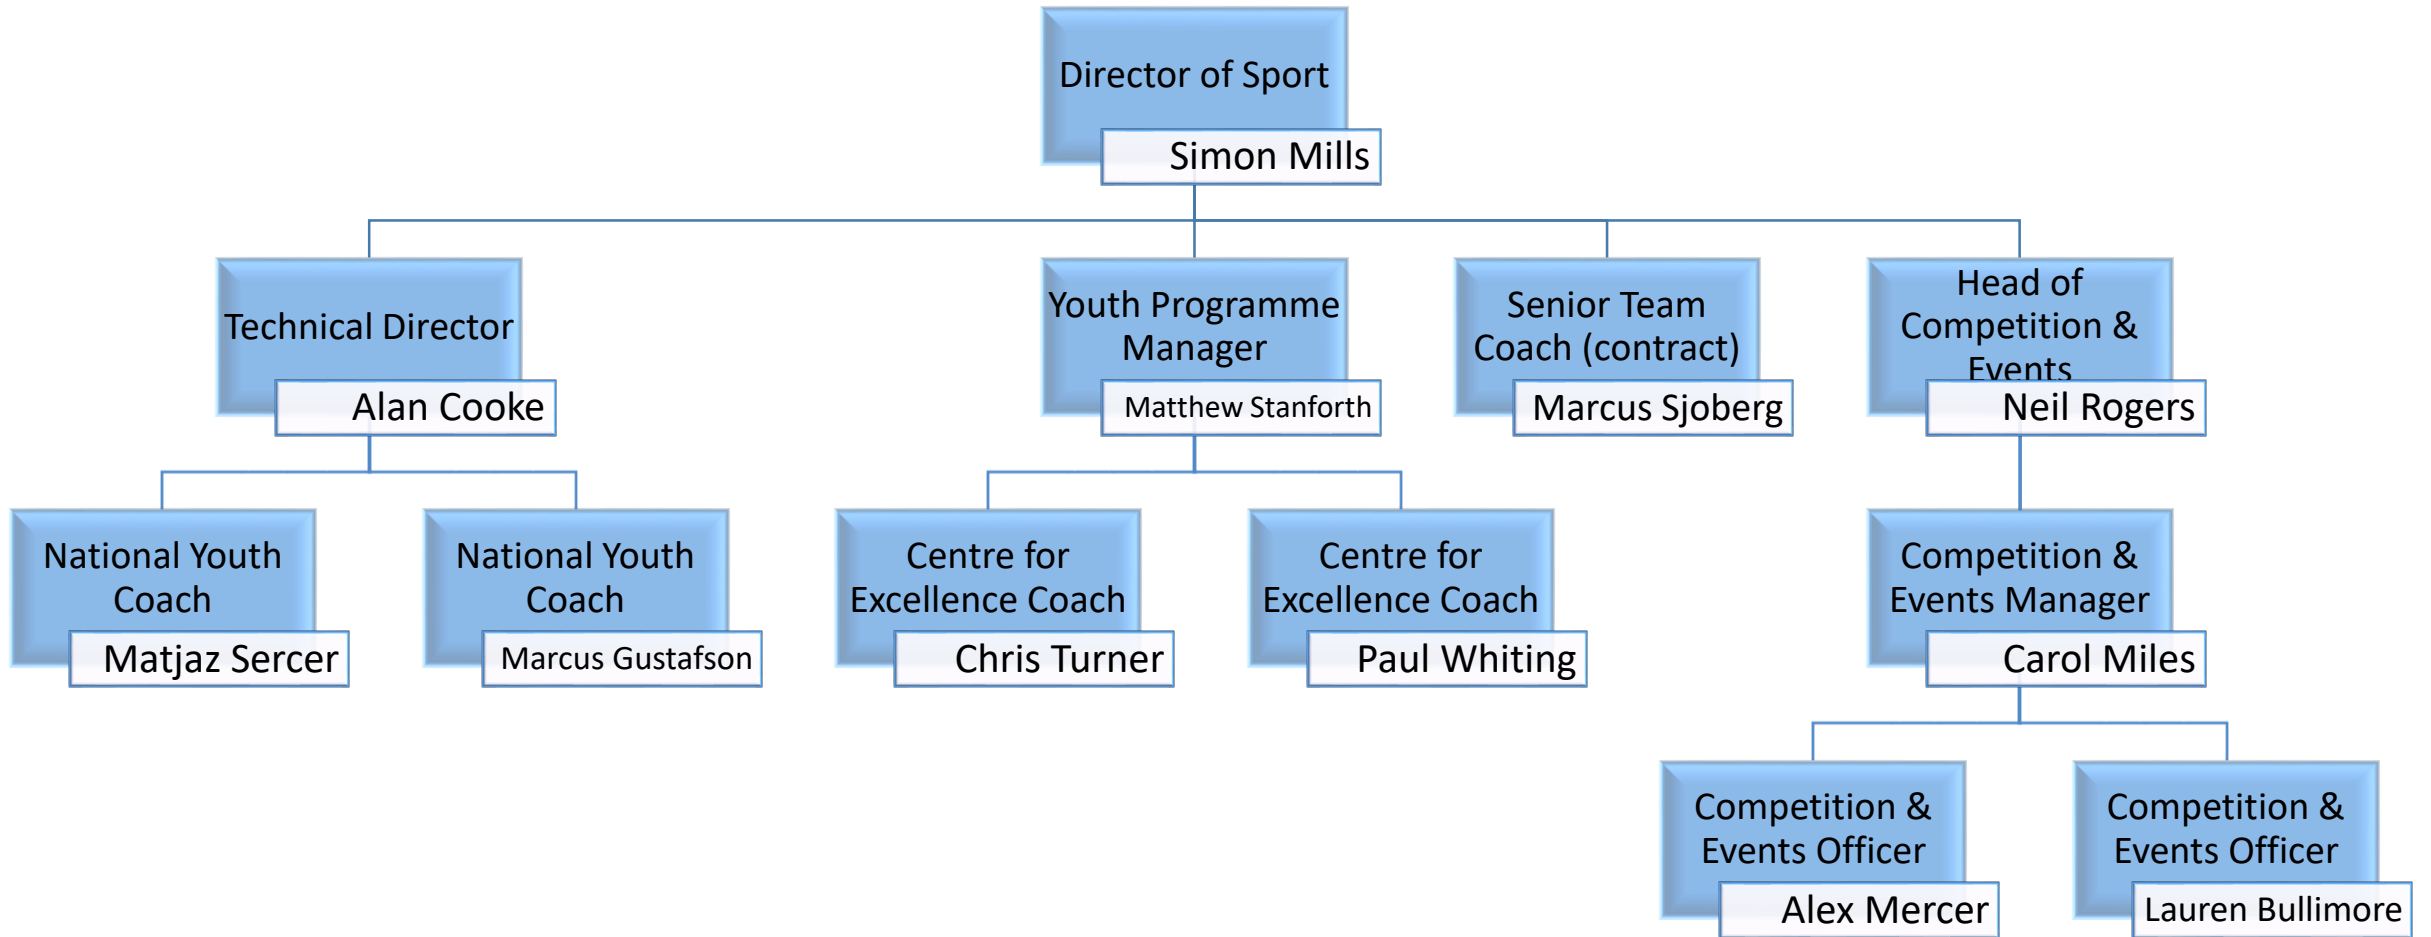 Director of Sport
Simon Mills
Technical Director
Alan Cooke
Youth Programme
Manager
Matthew Stanforth
Senior Team
Coach (contract)
Marcus Sjoberg
Head of
Competition &
Events
Neil Rogers
National Youth
Coach
Matjaz Sercer
National Youth
Coach
Marcus Gustafson
Centre for
Excellence Coach
Chris Turner
Centre for
Excellence Coach
Paul Whiting
Competition &
Events Manager
Carol Miles
Competition &
Events Officer
Alex Mercer
Competition &
Events Officer
Lauren Bullimore